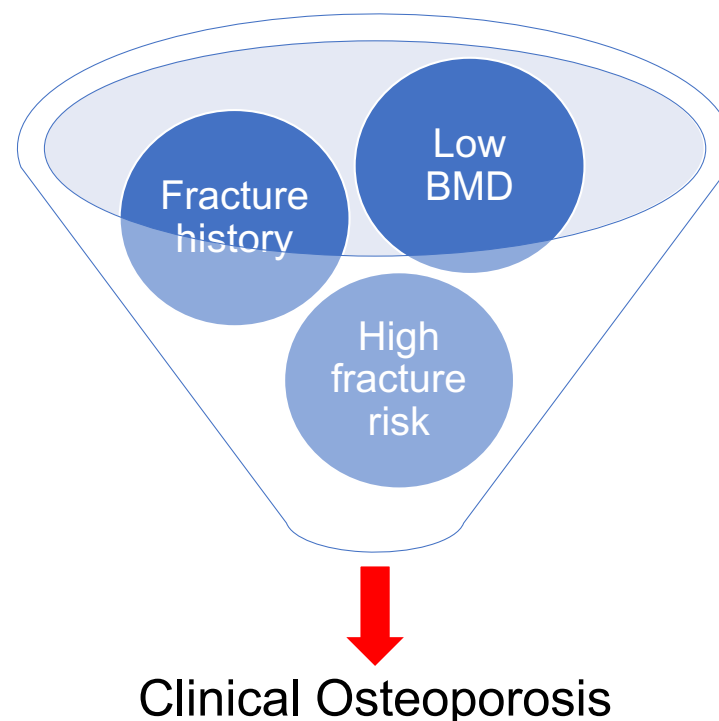 Low
BMD
Fracture
history
High
fracture
risk
Clinical Osteoporosis